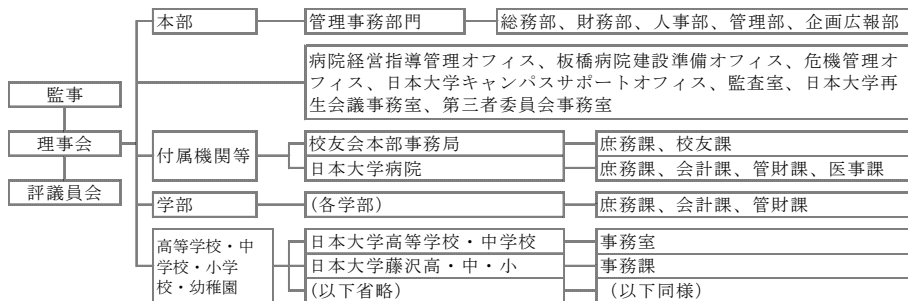 本部
管理事務部門
総務部、財務部、人事部、管理部、企画広報部
病院経営指導管理オフィス、板橋病院建設準備オフィス、危機管理オ
フィス、日本大学キャンパスサポートオフィス、監査室、日本大学再
生会議事務室、第三者委員会事務室
監事
理事会
評議員会
付属機関等
校友会本部事務局
庶務課、校友課
日本大学病院
庶務課、会計課、管財課、医事課
学部
(各学部)
庶務課、会計課、管財課
高等学校・中
学校・小学
校・幼稚園
日本大学高等学校・中学校
事務室
日本大学藤沢高・中・小
事務課
(以下省略)
(以下同様)